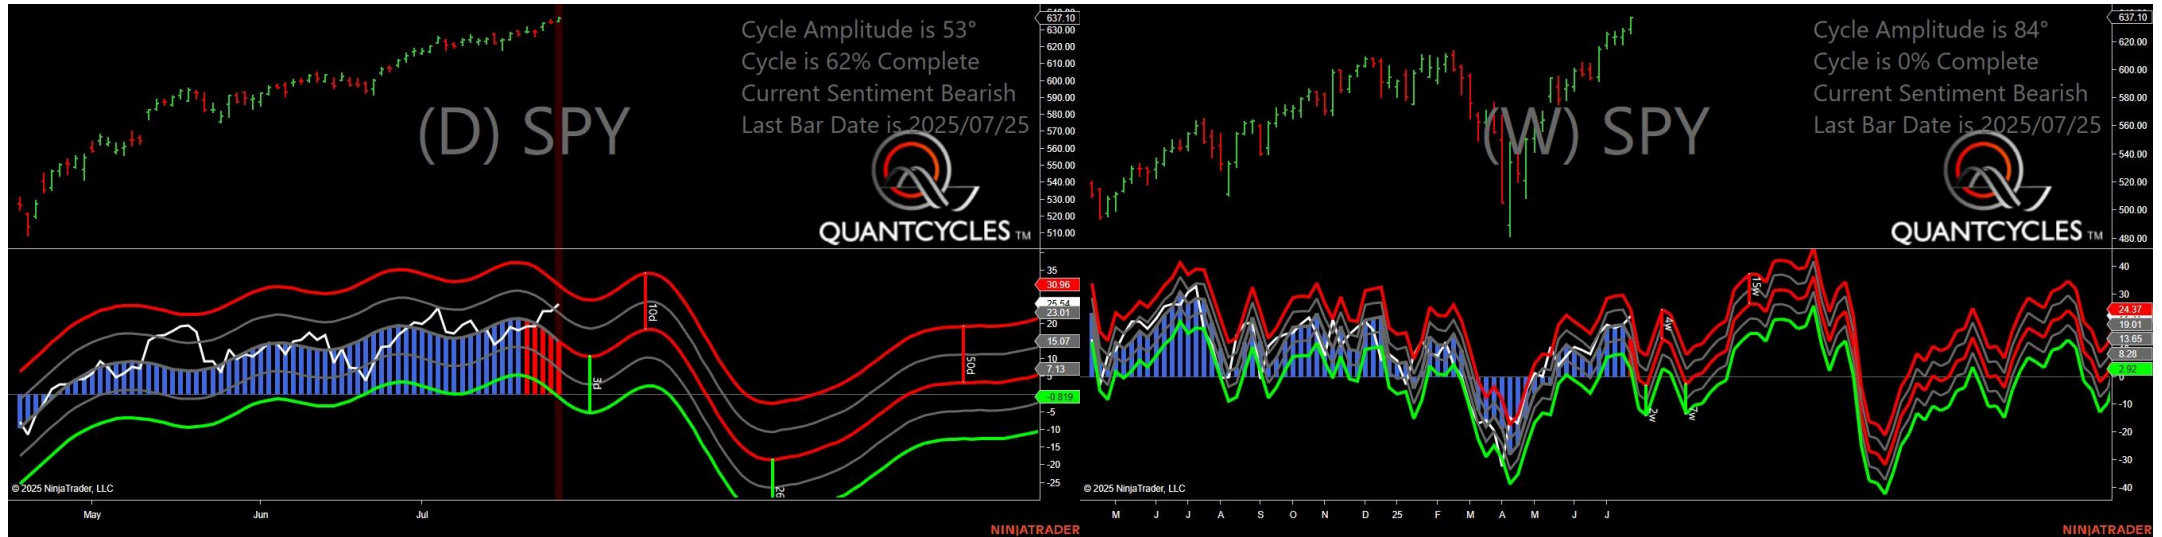 Cycle Amplitude is 53°
Cycle is 62% Complete
Current Sentiment Bearish
Last Bar Date is 2025/07/25
(D) SPY
QUANTCYCLES TM
637.10
630.00
620.00
610.00
600.00
590.00
580.00
570.00
560.00
550.00
540.00
530.00
520.00
510.00
35
30.96
25.54
23.01
20
15.07
10
7.13
5
-0.819
-5
-10
-15
-20
-25
10d
3d
50d
26
© 2025 NinjaTrader, LLC
May Jun Jul
NINJATRADER
Cycle Amplitude is 84°
Cycle is 0% Complete
Current Sentiment Bearish
Last Bar Date is 2025/07/25
(W) SPY
QUANTCYCLES TM
637.10
620.00
600.00
580.00
560.00
540.00
520.00
500.00
480.00
40
30
24.37
19.01
13.65
8.28
2.92
0
-10
-20
-30
-40
15w
4w
2w
7w
© 2025 NinjaTrader, LLC
M J J A S O N D 25 F M A M J J
NINJATRADER